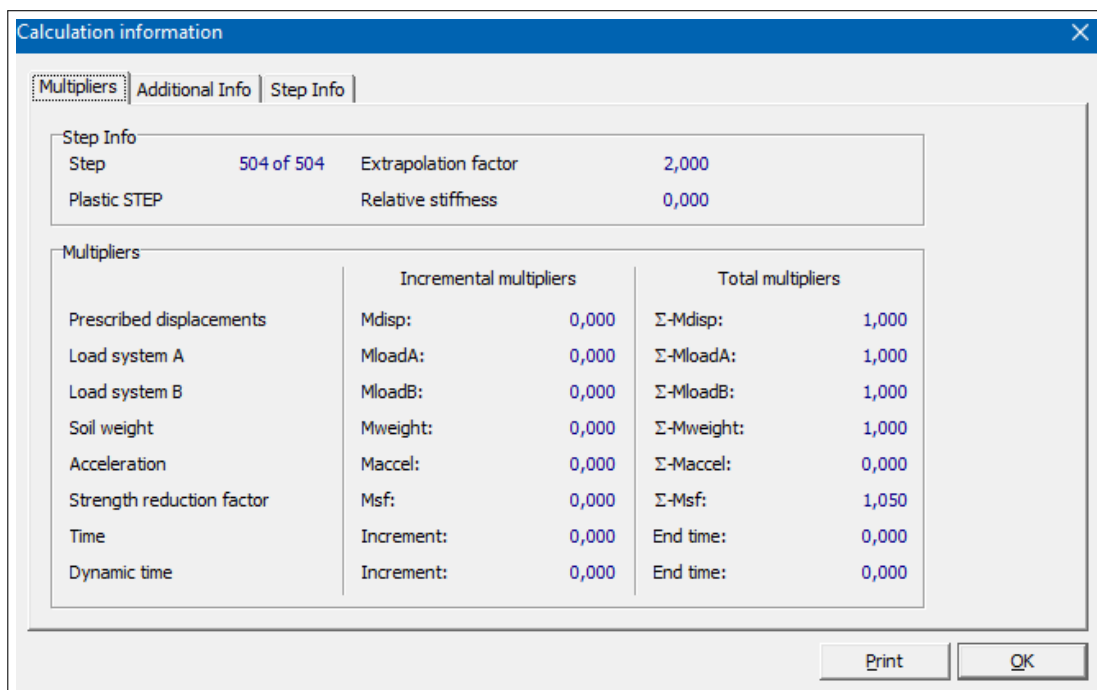 Calculation information
Multipliers Additional Info Step Info
Step Info
Step 504 of 504 Extrapolation factor 2,000
Plastic STEP Relative stiffness 0,000
Multipliers
Incremental multipliers Total multipliers
Prescribed displacements Mdisp: 0,000 Σ-Mdisp: 1,000
Load system A MloadA: 0,000 Σ-MloadA: 1,000
Load system B MloadB: 0,000 Σ-MloadB: 1,000
Soil weight Mweight: 0,000 Σ-Mweight: 1,000
Acceleration Maccel: 0,000 Σ-Maccel: 0,000
Strength reduction factor Msf: 0,000 Σ-Msf: 1,050
Time Increment: 0,000 End time: 0,000
Dynamic time Increment: 0,000 End time: 0,000
Print OK